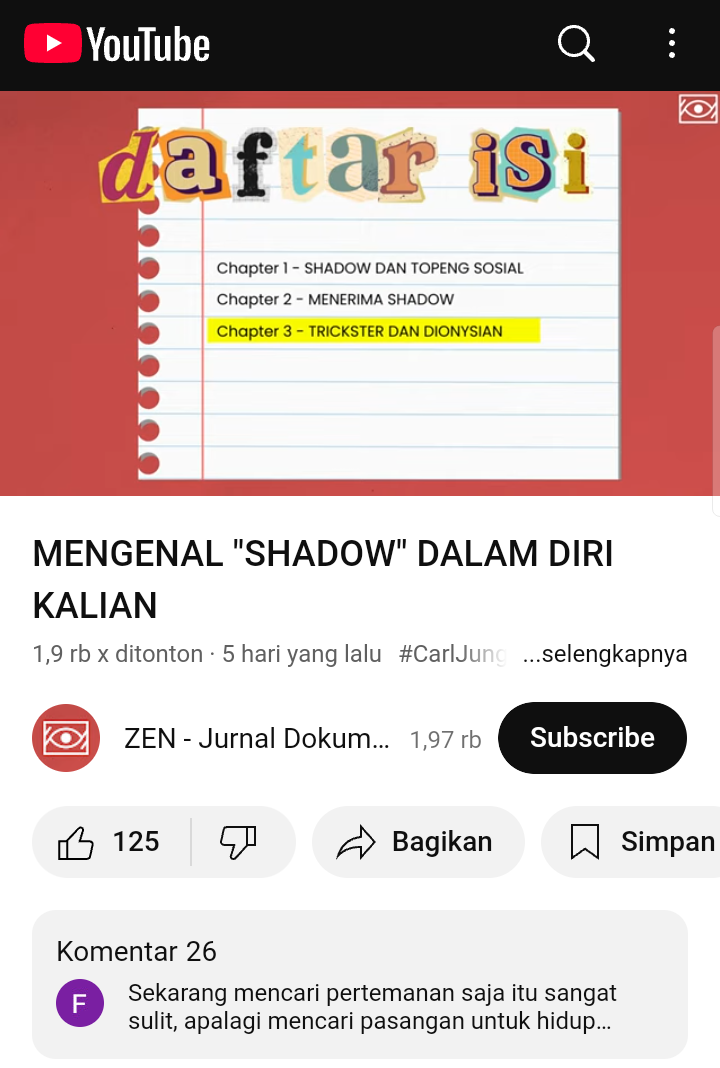 YouTube
daftar isi
Chapter 1 - SHADOW DAN TOPENG SOSIAL
Chapter 2 - MENERIMA SHADOW
Chapter 3 - TRICKSTER DAN DIONYSIAN
MENGENAL "SHADOW" DALAM DIRI
KALIAN
1,9 rb x ditonton · 5 hari yang lalu #CarlJung ...selengkapnya
ZEN - Jurnal Dokum... 1,97 rb Subscribe
125 Bagikan Simpan
Komentar 26
F
Sekarang mencari pertemanan saja itu sangat
sulit, apalagi mencari pasangan untuk hidup...